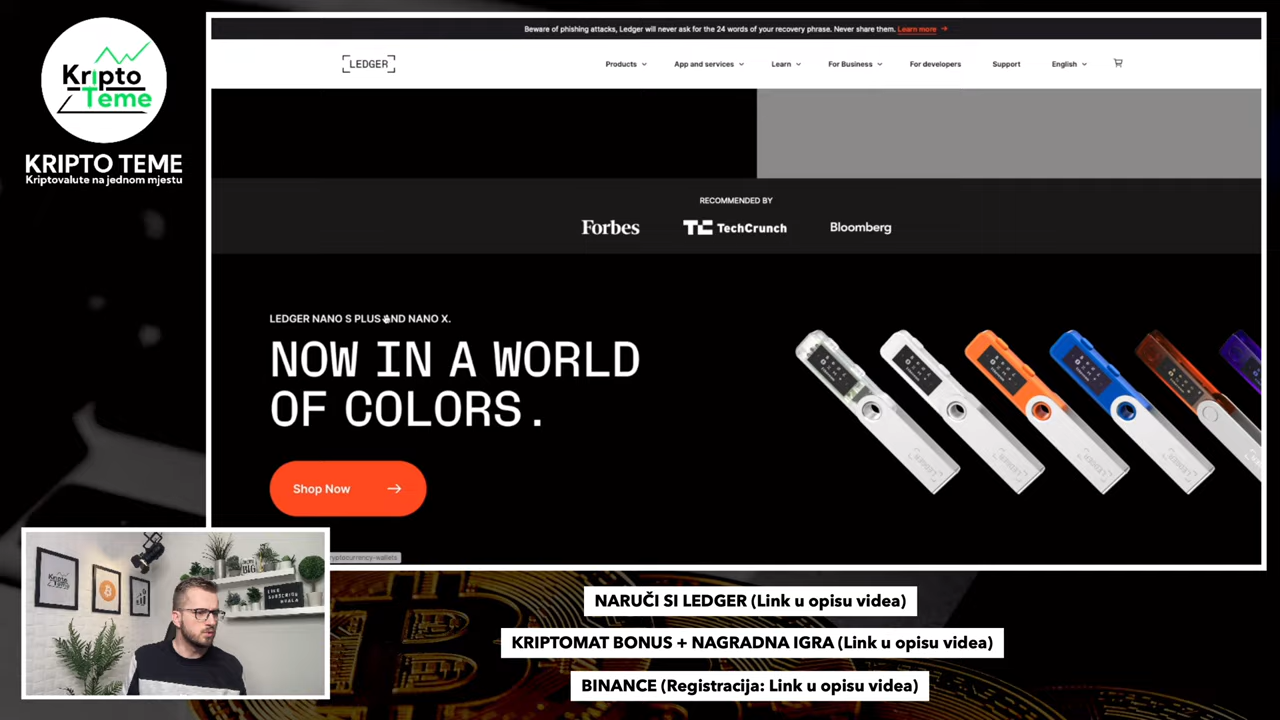 Beware of phishing attacks, Ledger will never ask for the 24 words of your recovery phrase. Never share them. Learn more →
Kripto
Teme
KRIPTO TEME
Kriptovalute na jednom mjestu
LEDGER
Products
App and services
Learn
For Business
For developers
Support
English
RECOMMENDED BY
Forbes
TC TechCrunch
Bloomberg
LEDGER NANO S PLUS AND NANO X.
NOW IN A WORLD
OF COLORS.
Shop Now →
cryptocurrency-wallets
NARUČI SI LEDGER (Link u opisu videa)
KRIPTOMAT BONUS + NAGRADNA IGRA (Link u opisu videa)
BINANCE (Registracija: Link u opisu videa)